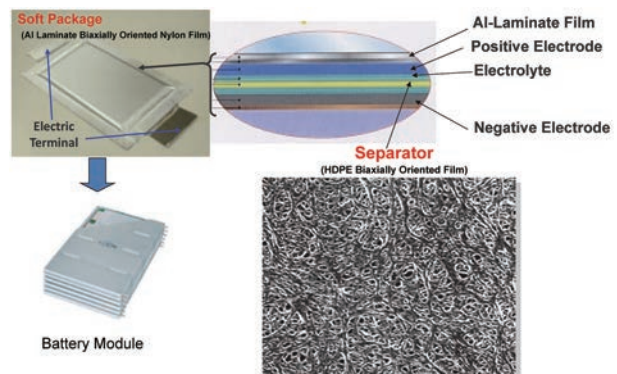 Soft Package
(Al Laminate Biaxially Oriented Nylon Film)
Electric
Terminal
Al-Laminate Film
Positive Electrode
Electrolyte
Negative Electrode
Separator
(HDPE Biaxially Oriented Film)
Battery Module